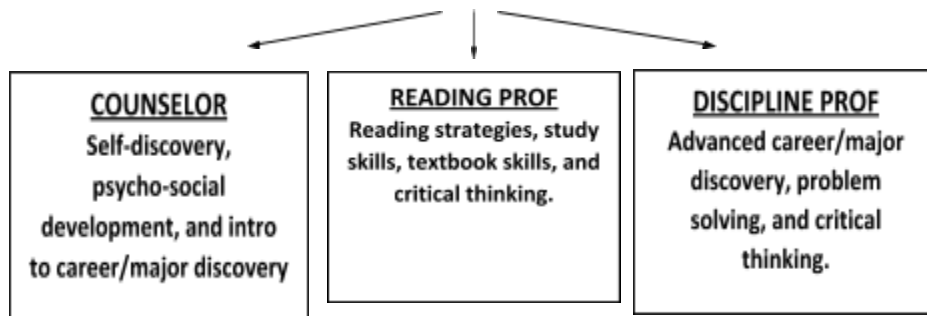 COUNSELOR
Self-discovery,
psycho-social
development, and intro
to career/major discovery
READING PROF
Reading strategies, study
skills, textbook skills, and
critical thinking.
DISCIPLINE PROF
Advanced career/major
discovery, problem
solving, and critical
thinking.